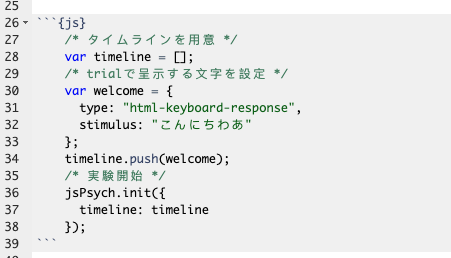 25
26 ```{js}
27 /* タイムラインを用意 */
28 var timeline = [];
29 /* trialで呈示する文字を設定 */
30 var welcome = {
31 type: "html-keyboard-response",
32 stimulus: "こんにちわあ"
33 };
34 timeline.push(welcome);
35 /* 実験開始 */
36 jsPsych.init({
37 timeline: timeline
38 });
39 ```